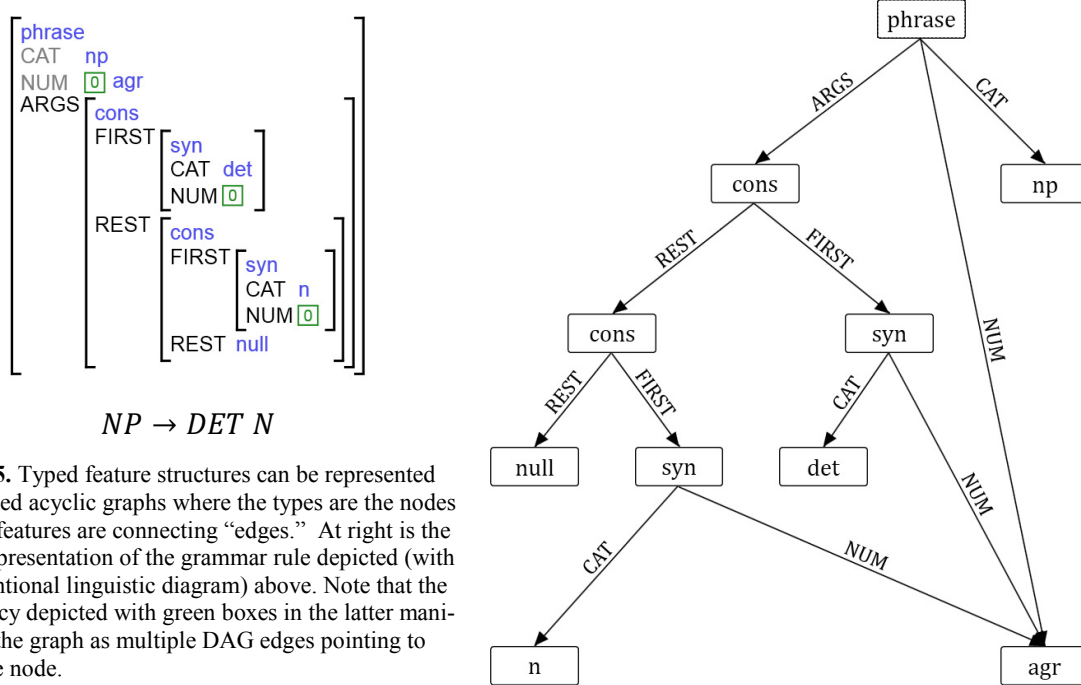 phrase
CAT np
NUM 0 agr
ARGS
cons
FIRST
syn
CAT det
NUM 0
REST
cons
FIRST
syn
CAT n
NUM 0
REST null
NP → DET N
5. Typed feature structures can be represented
ed acyclic graphs where the types are the nodes
features are connecting “edges.” At right is the
presentation of the grammar rule depicted (with
ntional linguistic diagram) above. Note that the
cy depicted with green boxes in the latter mani-
the graph as multiple DAG edges pointing to
e node.
phrase
ARGS
CAT
cons
np
REST
FIRST
cons
syn
NUM
REST
FIRST
CAT
null
syn
det
NUM
CAT
NUM
n
agr